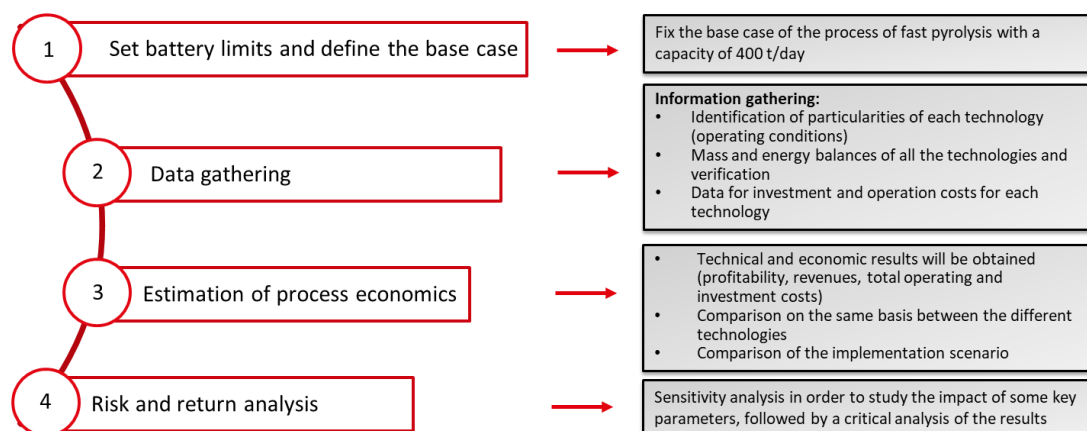 1
Set battery limits and define the base case
Fix the base case of the process of fast pyrolysis with a
capacity of 400 t/day
2
Data gathering
Information gathering:
• Identification of particularities of each technology
(operating conditions)
• Mass and energy balances of all the technologies and
verification
• Data for investment and operation costs for each
technology
3
Estimation of process economics
• Technical and economic results will be obtained
(profitability, revenues, total operating and
investment costs)
• Comparison on the same basis between the different
technologies
• Comparison of the implementation scenario
4
Risk and return analysis
Sensitivity analysis in order to study the impact of some key
parameters, followed by a critical analysis of the results